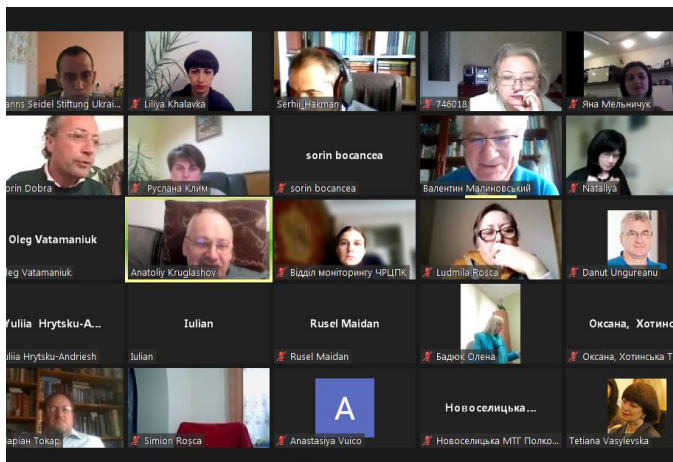 anns Seidel Stiftung Ukrai...
Liliya Khalavka
Serhii_Hakman
746018
Яна Мельничук
orin Dobra
Руслана Клим
sorin bocancea
sorin bocancea
Валентин Малиновський
Nataliya
Oleg Vatamaniuk
leg Vatamaniuk
Anatoliy Kruglashov
Відділ моніторингу ЧРЦПК
Ludmila Roșca
Danut Ungureanu
Yuliia Hrytsku-A...
uliia Hrytsku-Andriesh
Iulian
Iulian
Rusel Maidan
Rusel Maidan
Бадюк Олена
Оксана, Хотинс
Оксана, Хотинська Т
аріан Токар
Simion Roșca
A
Anastasiya Vuico
Новоселицька...
Новоселицька МТГ Полко...
Tetiana Vasylevska